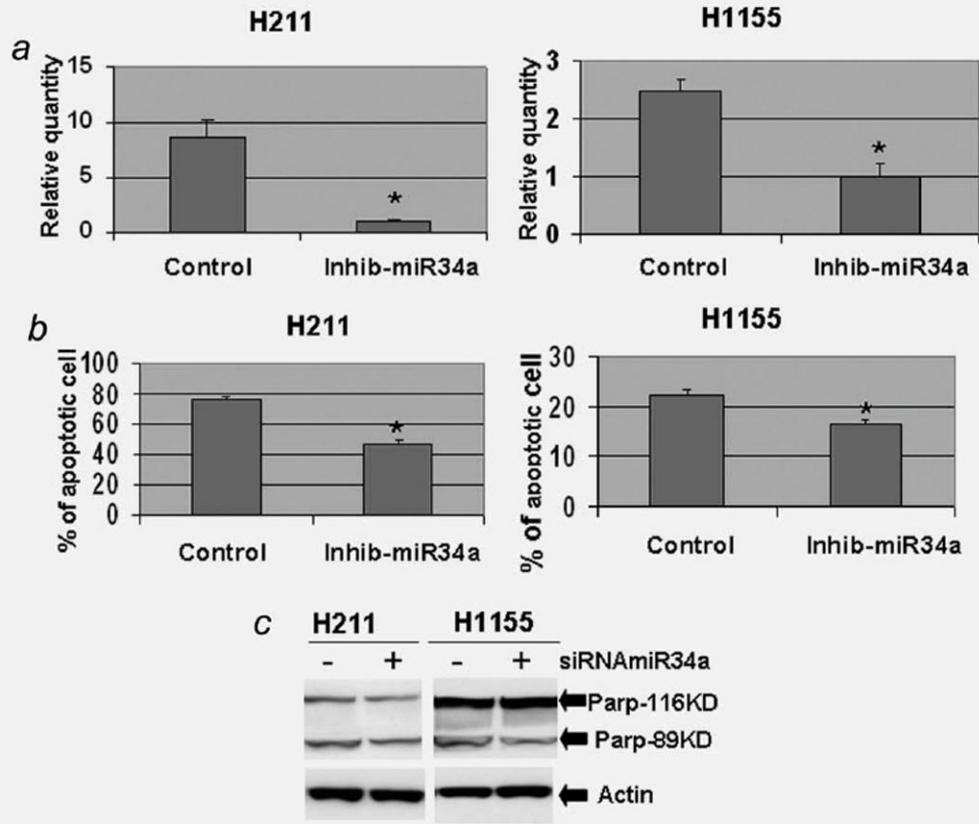 H211
H1155
a
Relative quantity
15
10
5
0
*
Control Inhib-miR34a
Relative quantity
3
2
1
0
*
Control Inhib-miR34a
b
H211
H1155
% of apoptotic cell
100
80
60
40
20
0
*
Control Inhib-miR34a
% of apoptotic cell
30
20
10
0
*
Control Inhib-miR34a
c
H211 H1155
- + - + siRNAmiR34a
Parp-116KD
Parp-89KD
Actin